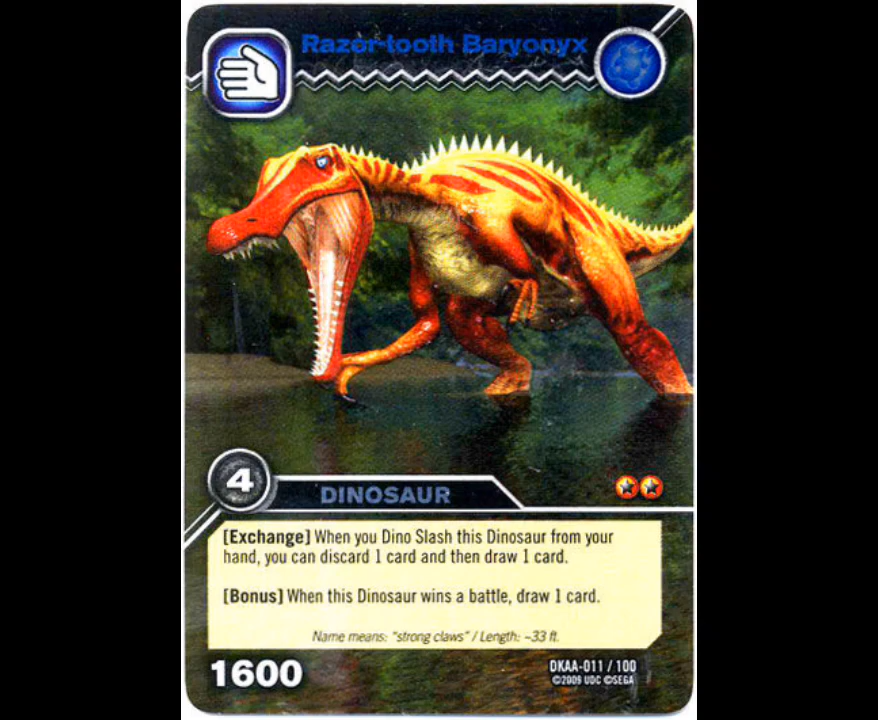 Razor-tooth Baryonyx
4
DINOSAUR
[Exchange] When you Dino Slash this Dinosaur from your
hand, you can discard 1 card and then draw 1 card.
[Bonus] When this Dinosaur wins a battle, draw 1 card.
Name means: "strong claws" / Length: ~33 ft.
1600
DKAA-011 / 100
©2009 UDC ©SEGA